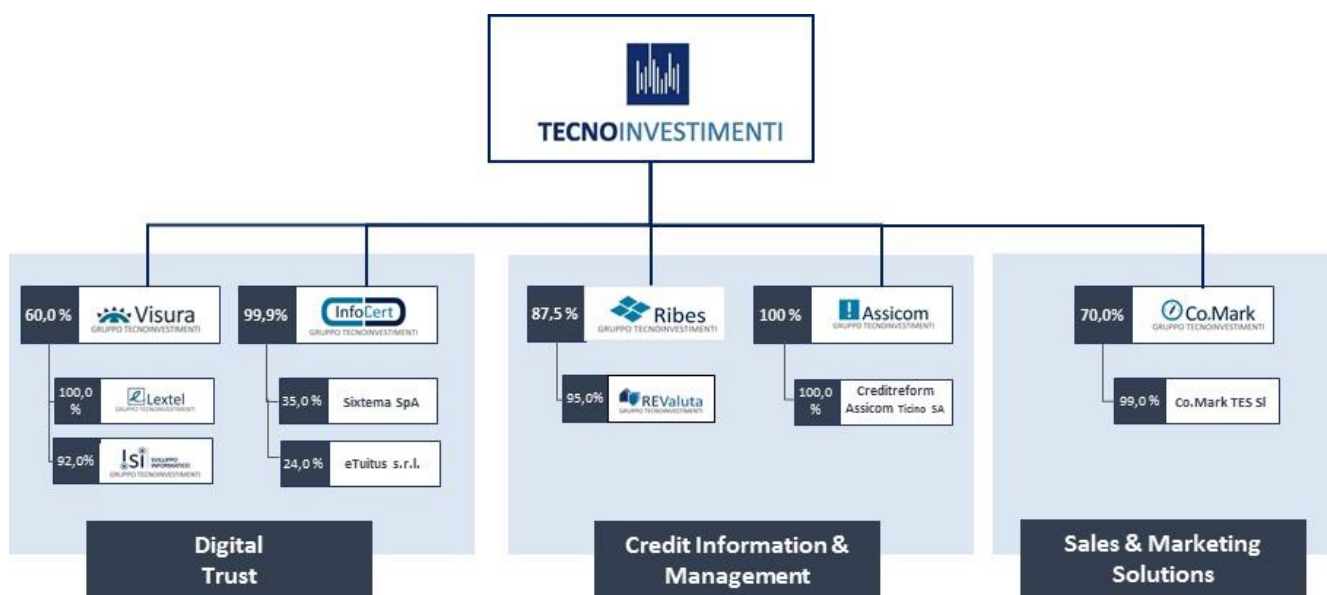 TECNOINVESTIMENTI
60,0 %
Visura
GRUPPO TECNOINVESTIMENTI
100,0
%
Lextel
GRUPPO TECNOINVESTIMENTI
92,0%
Isi SVILUPPO
INFORMATICO
GRUPPO TECNOINVESTIMENTI
99,9%
InfoCert
GRUPPO TECNOINVESTIMENTI
35,0 %
Sixtema SpA
24,0 %
eTuitus s.r.l.
Digital
Trust
87,5 %
Ribes
GRUPPO TECNOINVESTIMENTI
95,0%
REValuta
GRUPPO TECNOINVESTIMENTI
100 %
Assicom
GRUPPO TECNOINVESTIMENTI
100,0
%
Creditreform
Assicom Ticino SA
Credit Information &
Management
70,0%
Co.Mark
GRUPPO TECNOINVESTIMENTI
99,0 %
Co.Mark TES Sl
Sales & Marketing
Solutions